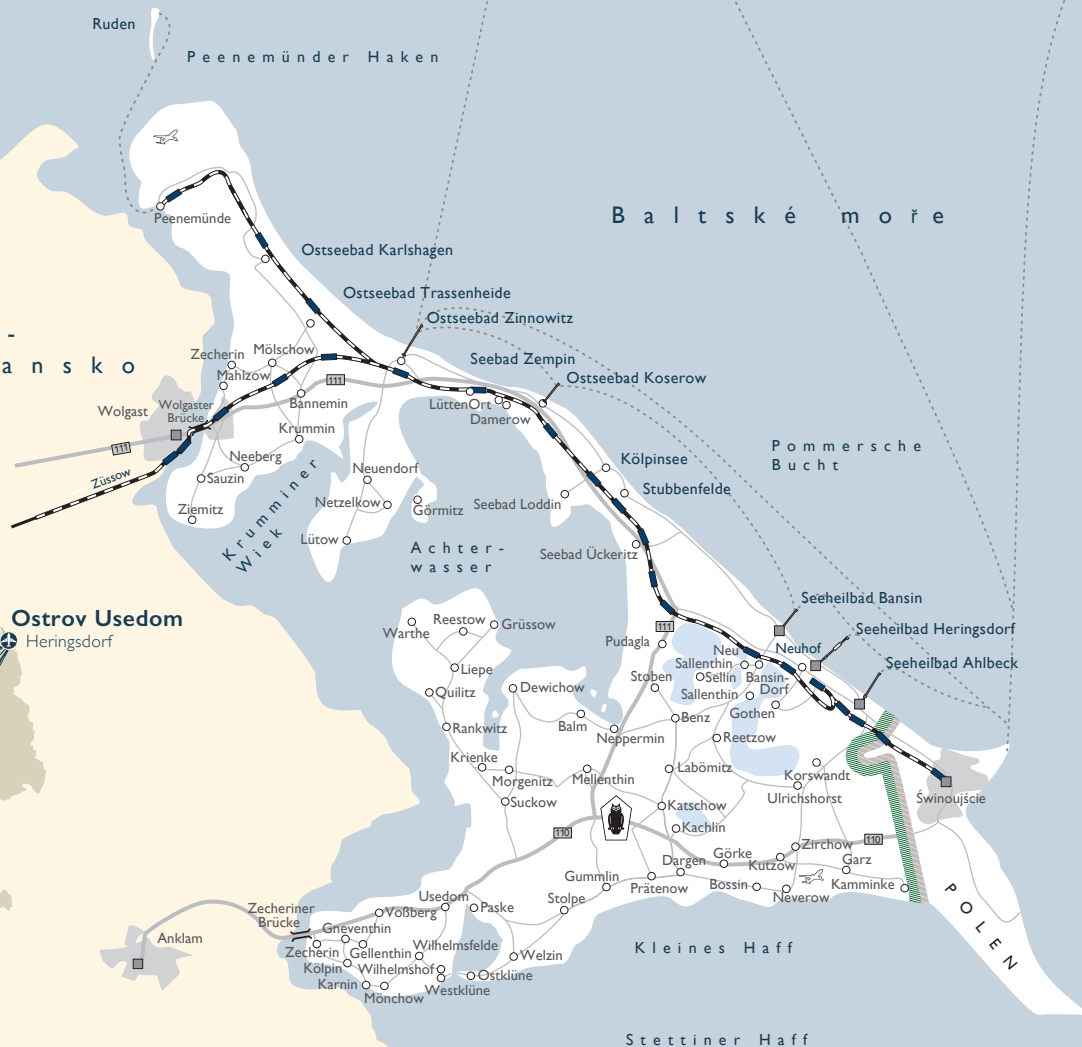 Ruden
Peenemünder Haken
Peenemünde
Baltské moře
Ostseebad Karlshagen
Ostseebad Trassenheide
Ostseebad Zinnowitz
-
ansko
Zecherin
Mölschow
Mahlzow
111
Seebad Zempin
Ostseebad Koserow
Wolgast
Wolgaster
Brücke
Bannemin
Lütten Ort
Damerow
Krummin
111
Züssow
Neeberg
Sauzin
Ziemitz
Krumminer
Wiek
Neuendorf
Netzelkow
Görmitz
Lütow
Achter-
wasser
Seebad Loddin
Kölpinsee
Stubbenfelde
Pommersche
Bucht
Seebad Ückeritz
Ostrov Usedom
Heringsdorf
Seeheilbad Bansin
Seeheilbad Heringsdorf
Seeheilbad Ahlbeck
Warthe
Reestow
Grüssow
111
Pudagla
Neu
Sallenthin
Neuhof
Liepe
Stoben
Sellin
Bansin-
Dorf
Quilitz
Dewichow
Sallenthin
Gothen
Rankwitz
Balm
Neppermin
Benz
Reetzow
Krienke
Morgenitz
Mellenthin
Labömitz
Korswandt
Ulrichshorst
Świnoujście
Suckow
Katschow
Kachlin
110
110
Zirchow
Görke
Kutzow
Garz
Gummlin
Dargen
Prätenow
Bossin
Neverow
Kamminke
Usedom
Paske
Stolpe
Voßberg
Zecheriner
Brücke
Gneventhin
Anklam
Zecherin
Gellenthin
Wilhelmsfelde
Kölpin
Wilhelmshof
Welzin
Karnin
Mönchow
Westklüne
Ostklüne
Kleines Haff
POLEN
Stettiner Haff